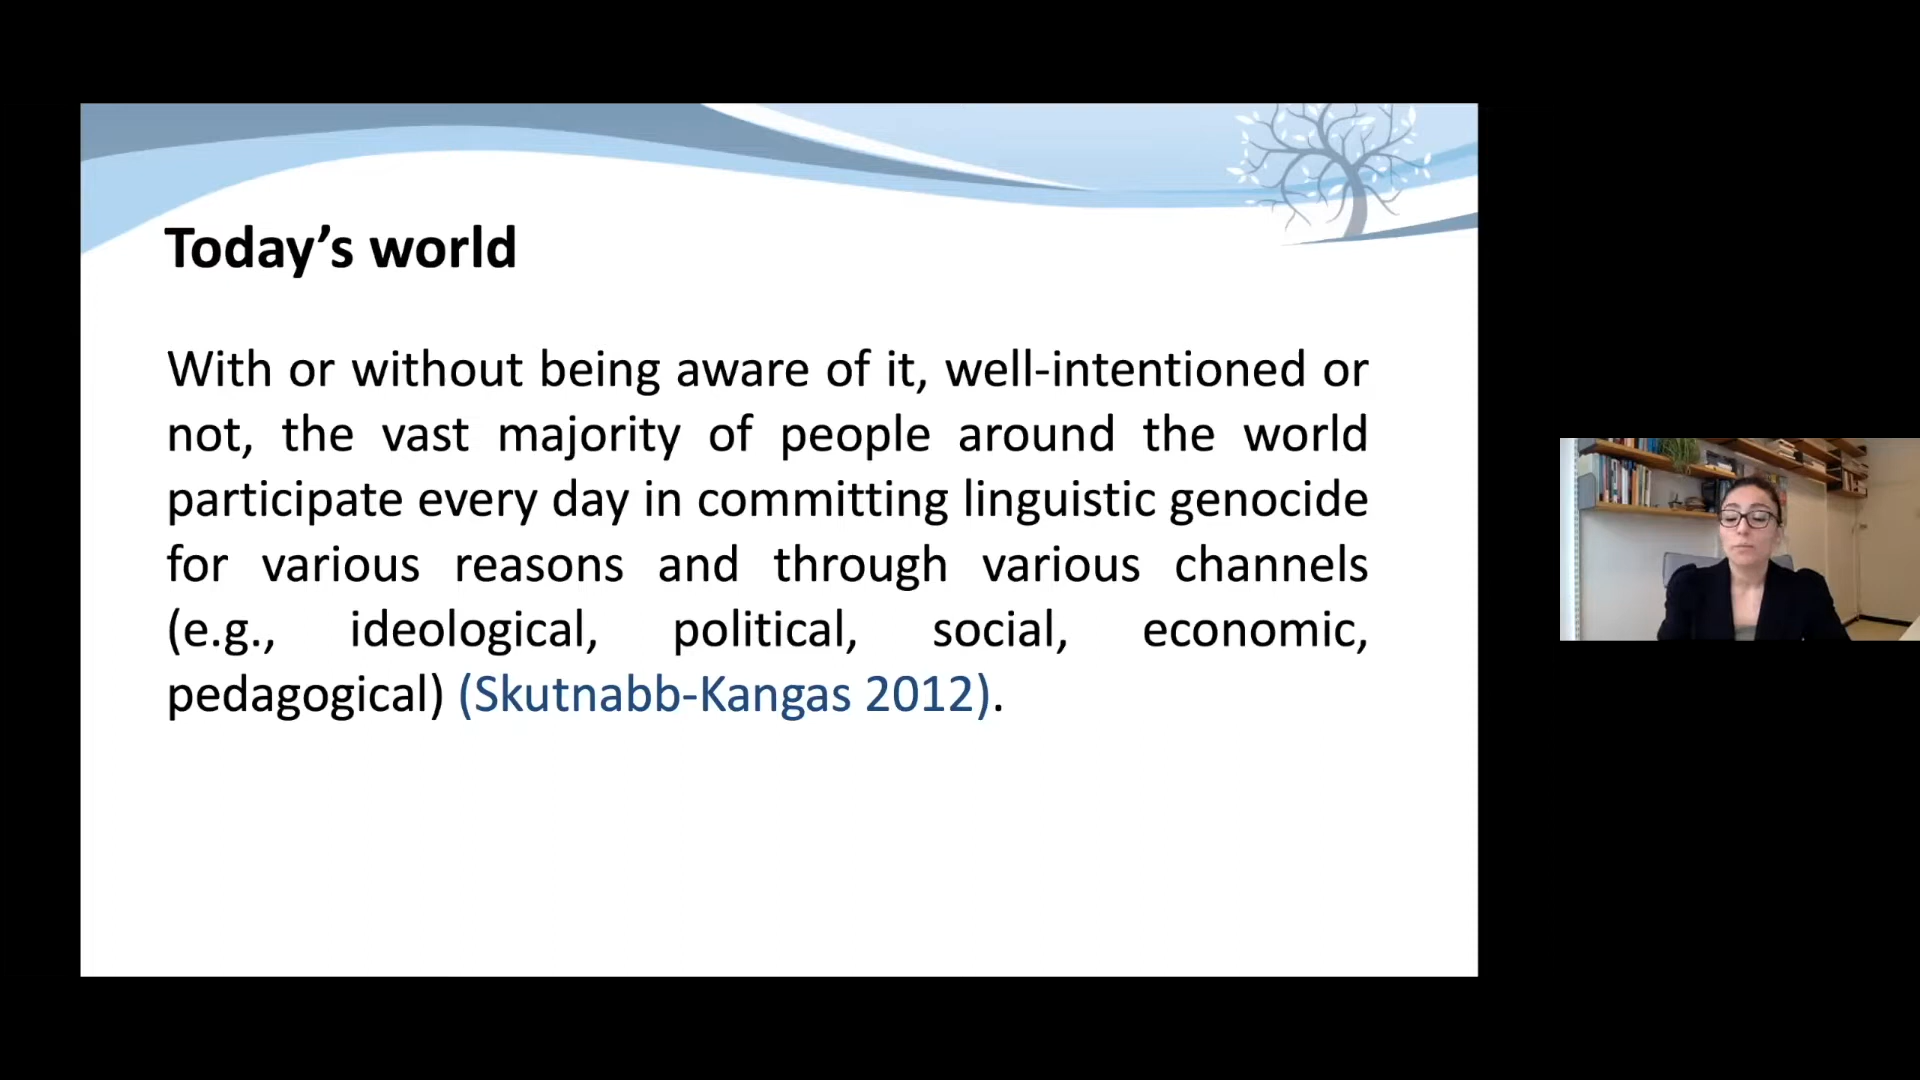 Today’s world
With or without being aware of it, well-intentioned or
not, the vast majority of people around the world
participate every day in committing linguistic genocide
for various reasons and through various channels
(e.g., ideological, political, social, economic,
pedagogical) (Skutnabb-Kangas 2012).